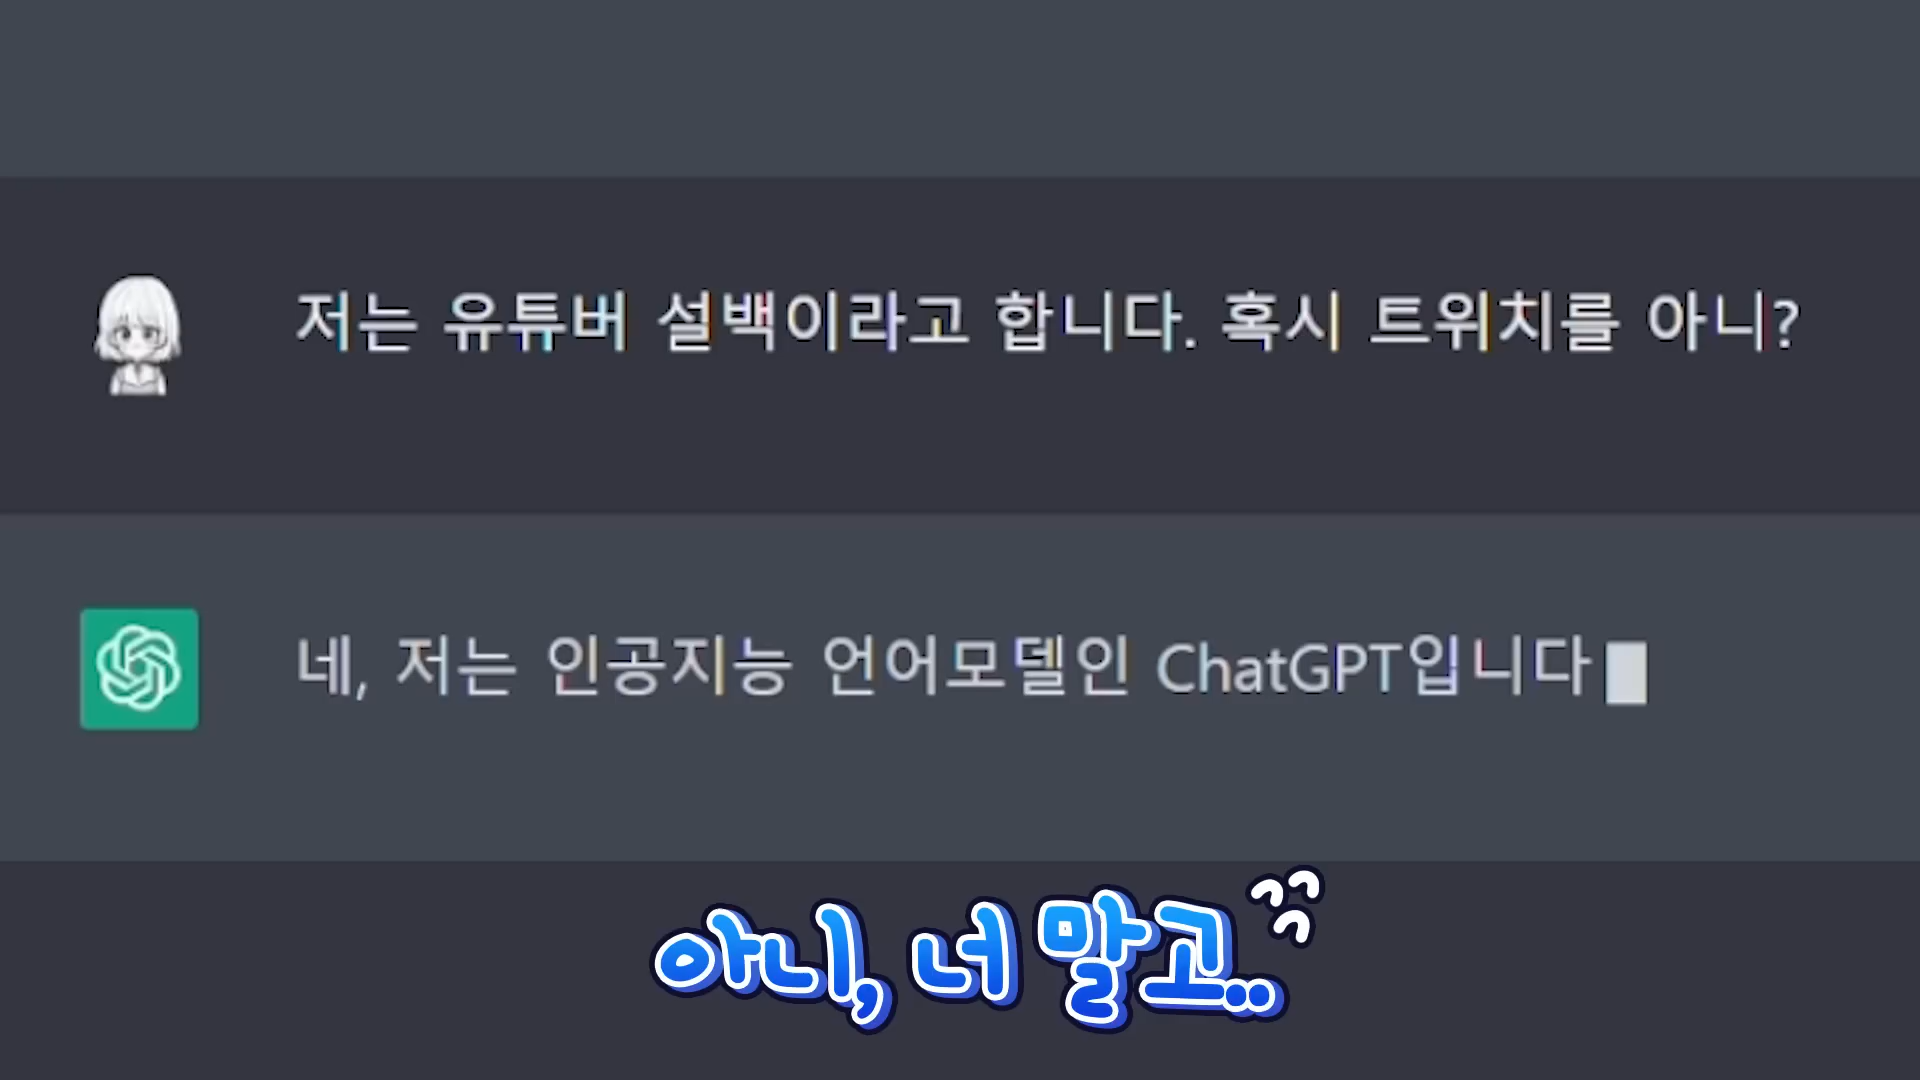 저는 유튜버 설백이라고 합니다. 혹시 트위치를 아니?
네, 저는 인공지능 언어모델인 ChatGPT입니다
아니, 너 말고..